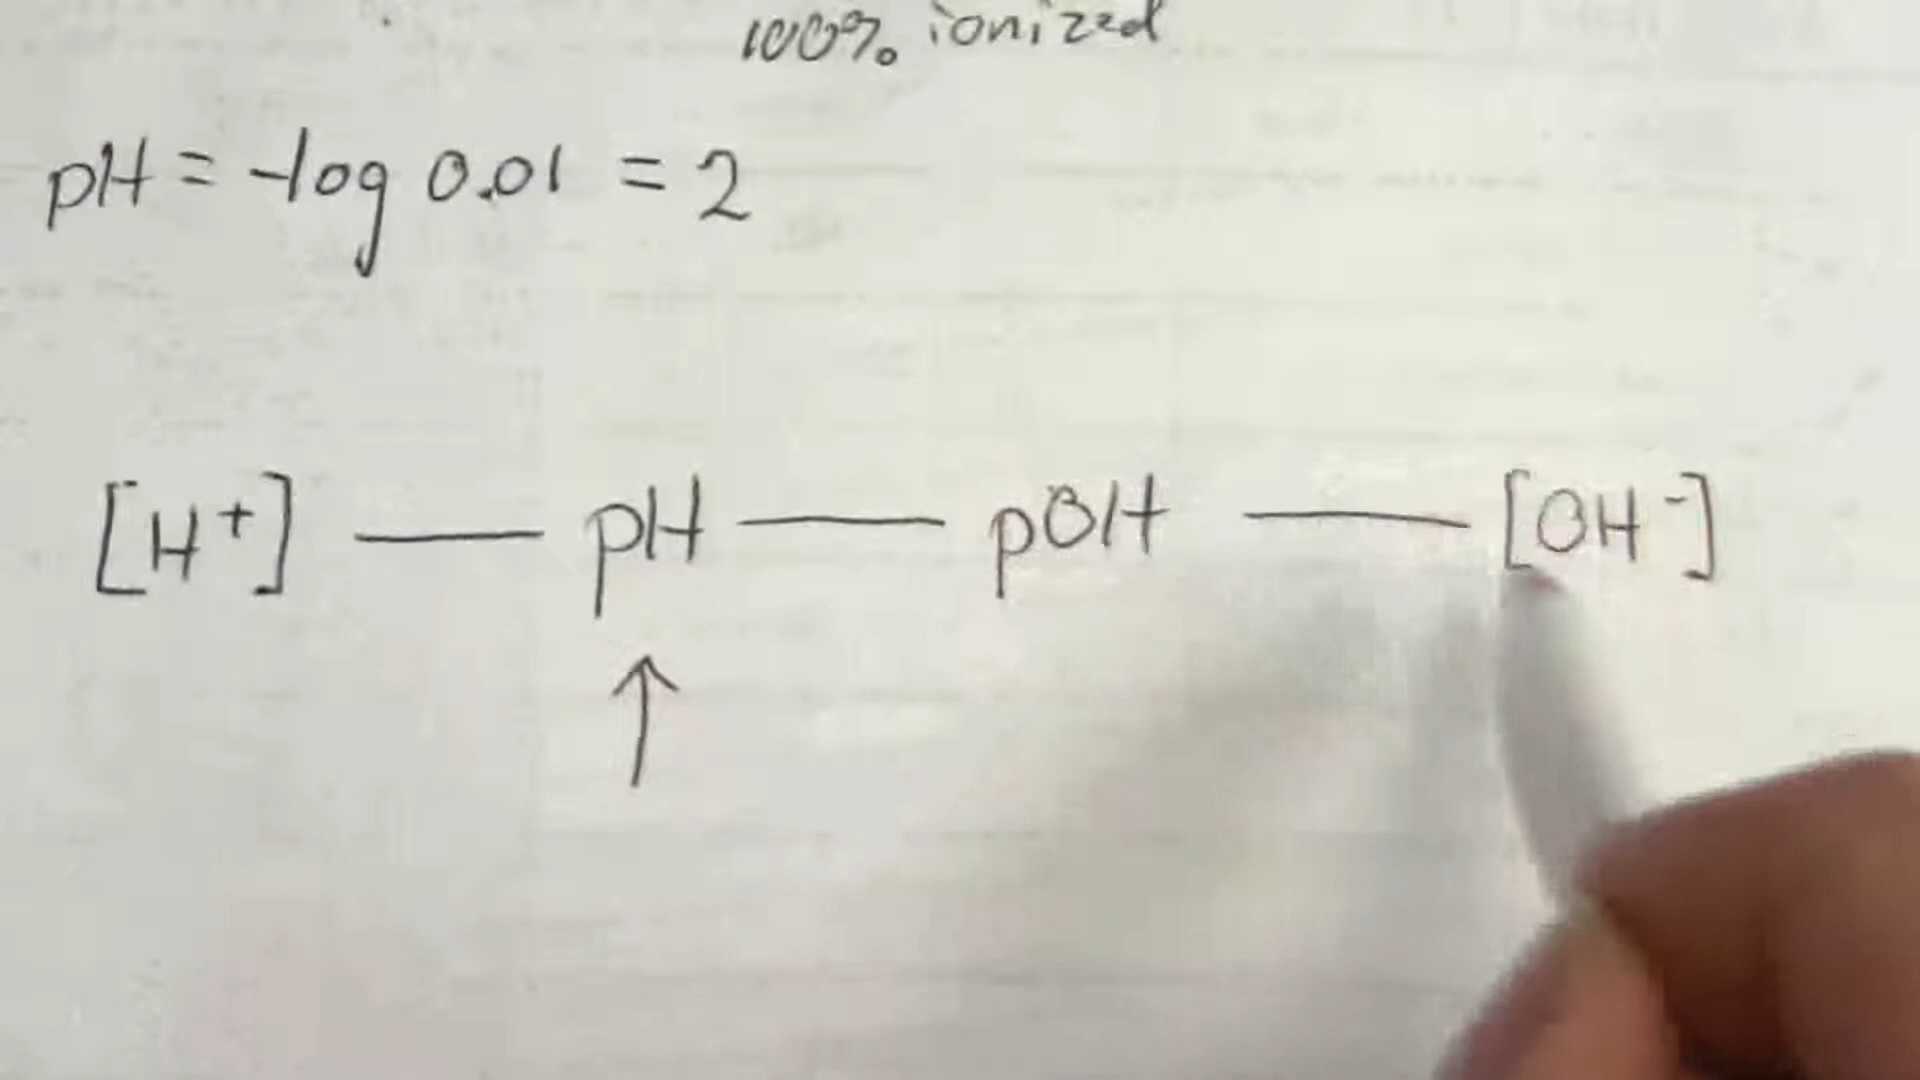 100% ionized
pH = -log 0.01 = 2
[H⁺] — pH — pOH — [OH⁻]